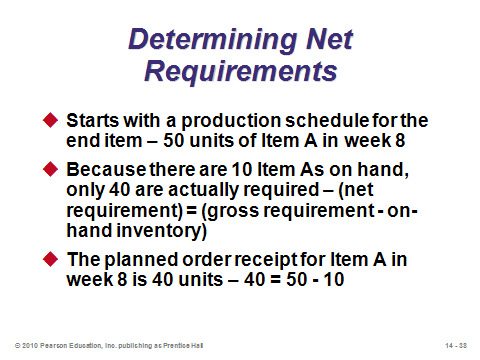 Determining Net
Requirements
Starts with a production schedule for the
end item – 50 units of Item A in week 8
Because there are 10 Item As on hand,
only 40 are actually required – (net
requirement) = (gross requirement - on-
hand inventory)
The planned order receipt for Item A in
week 8 is 40 units – 40 = 50 - 10
© 2010 Pearson Education, Inc. publishing as Prentice Hall
14 - 38